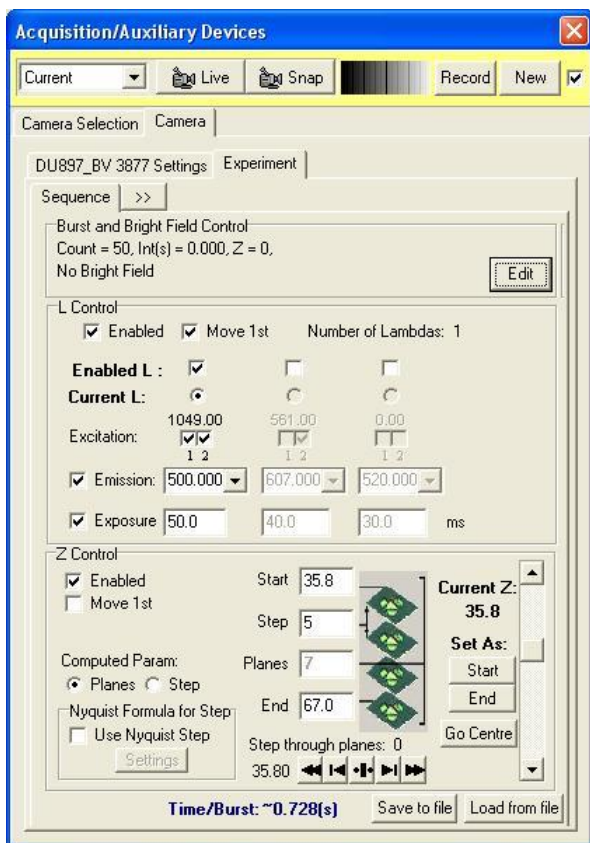 Acquisition/Auxiliary Devices
Current Live Snap Record New
Camera Selection Camera
DU897_BV 3877 Settings Experiment
Sequence >>
Burst and Bright Field Control
Count = 50, Int(s) = 0.000, Z = 0,
No Bright Field
Edit
L Control
Enabled Move 1st Number of Lambdas: 1
Enabled L :
Current L:
1049.00 561.00 0.00
Excitation:
1 2 1 2 1 2
Emission: 500.000 607.000 520.000
Exposure 50.0 40.0 30.0 ms
Z Control
Enabled Start 35.8 Current Z:
Move 1st 35.8
Step 5
Set As:
Computed Param: Planes 7 Start
Planes Step
End
Nyquist Formula for Step End 67.0
Use Nyquist Step Go Centre
Settings Step through planes: 0
35.80
Time/Burst: ~0.728(s) Save to file Load from file